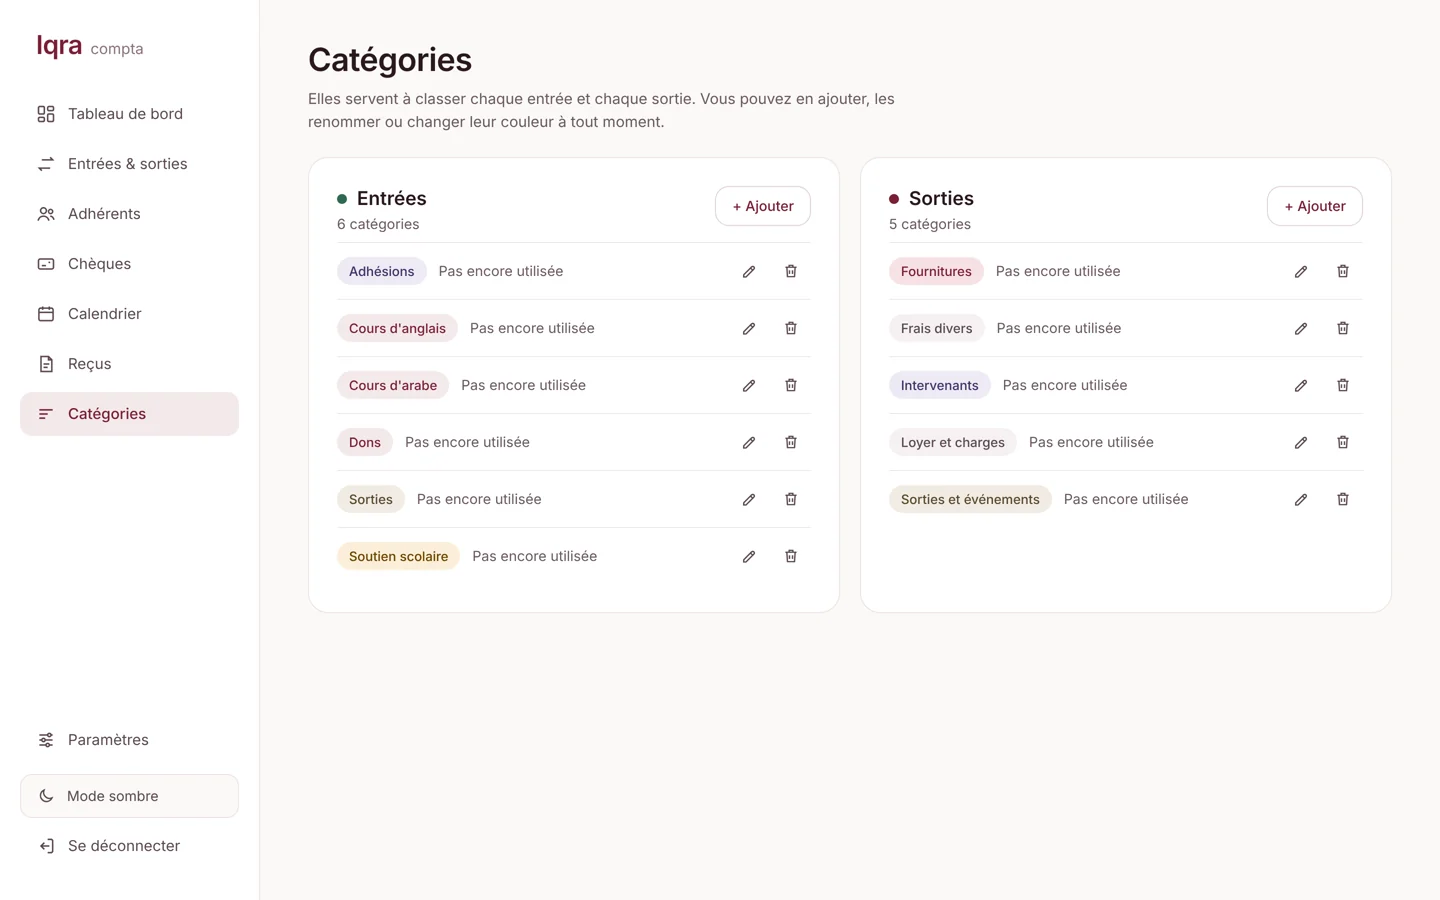 Iqra compta
Tableau de bord
Entrées & sorties
Adhérents
Chèques
Calendrier
Reçus
Catégories
Paramètres
Mode sombre
Se déconnecter
Catégories
Elles servent à classer chaque entrée et chaque sortie. Vous pouvez en ajouter, les
renommer ou changer leur couleur à tout moment.
Entrées
6 catégories
+ Ajouter
Adhésions Pas encore utilisée
Cours d'anglais Pas encore utilisée
Cours d'arabe Pas encore utilisée
Dons Pas encore utilisée
Sorties Pas encore utilisée
Soutien scolaire Pas encore utilisée
Sorties
5 catégories
+ Ajouter
Fournitures Pas encore utilisée
Frais divers Pas encore utilisée
Intervenants Pas encore utilisée
Loyer et charges Pas encore utilisée
Sorties et événements Pas encore utilisée